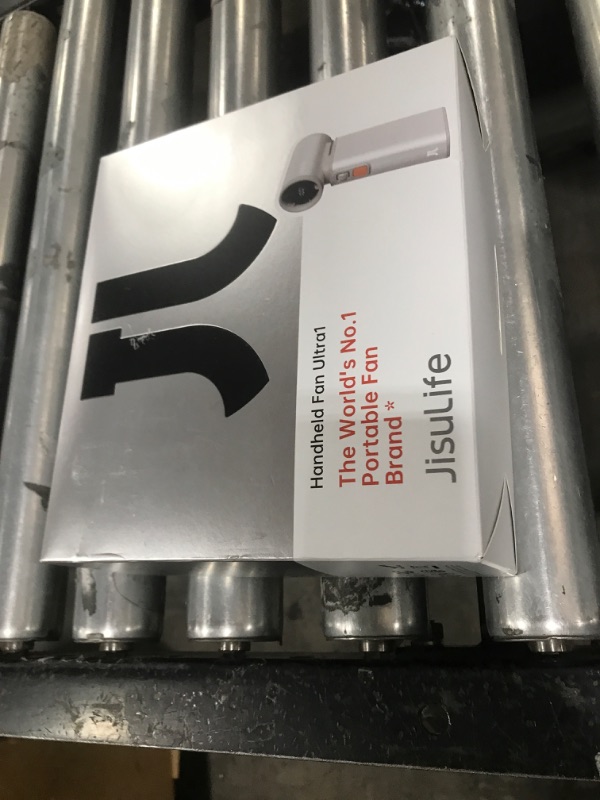 Handheld Fan Ultra1
The World's No.1
Portable Fan
Brand *
JisuLife